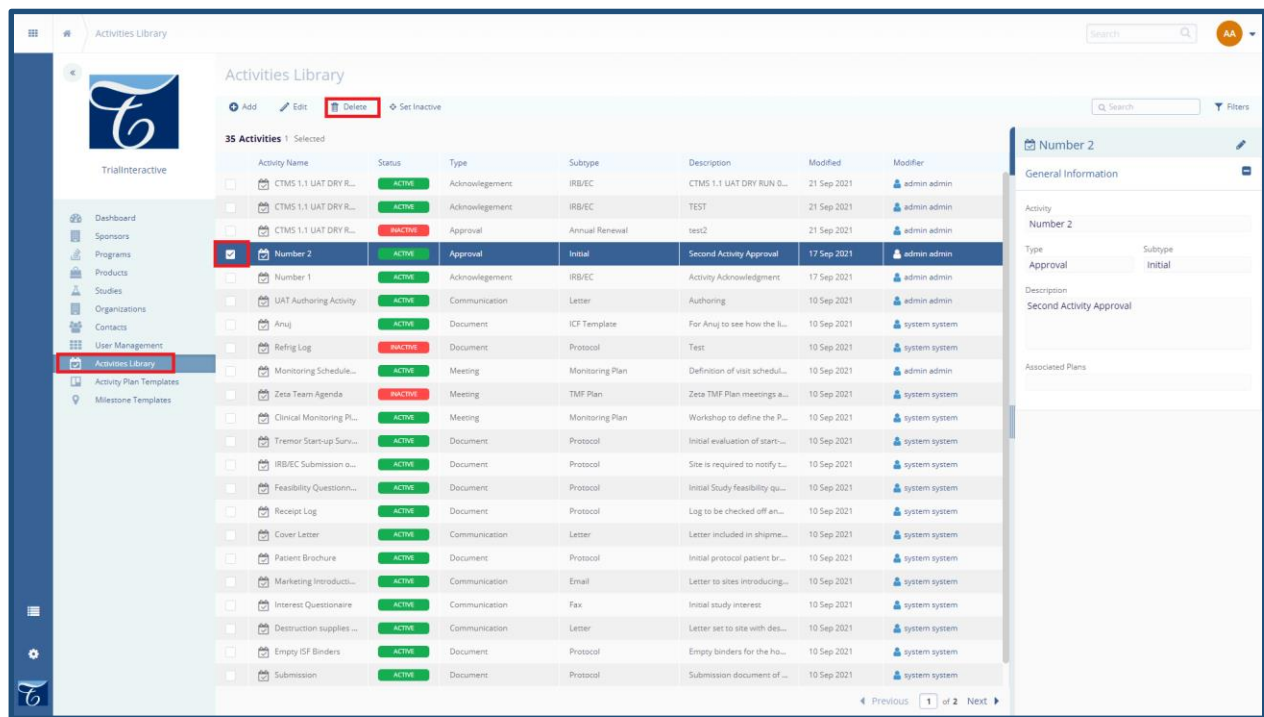 Activities Library
Search
AA
TrialInteractive
Dashboard
Sponsors
Programs
Products
Studies
Organizations
Contacts
User Management
Activities Library
Activity Plan Templates
Milestone Templates
Activities Library
Add Edit Delete Set Inactive
Search Filters
35 Activities 1 Selected
Activity Name Status Type Subtype Description Modified Modifier
CTMS 1.1 UAT DRY R... ACTIVE Acknowlegement IRB/EC CTMS 1.1 UAT DRY RUN 0... 21 Sep 2021 admin admin
CTMS 1.1 UAT DRY R... ACTIVE Acknowlegement IRB/EC TEST 21 Sep 2021 admin admin
CTMS 1.1 UAT DRY R... INACTIVE Approval Annual Renewal test2 21 Sep 2021 admin admin
Number 2 ACTIVE Approval Initial Second Activity Approval 17 Sep 2021 admin admin
Number 1 ACTIVE Acknowlegement IRB/EC Activity Acknowledgment 17 Sep 2021 admin admin
UAT Authoring Activity ACTIVE Communication Letter Authoring 10 Sep 2021 admin admin
Anuj ACTIVE Document ICF Template For Anuj to see how the li... 10 Sep 2021 system system
Refrig Log INACTIVE Document Protocol Test 10 Sep 2021 system system
Monitoring Schedule... ACTIVE Meeting Monitoring Plan Definition of visit schedul... 10 Sep 2021 admin admin
Zeta Team Agenda INACTIVE Meeting TMF Plan Zeta TMF Plan meetings a... 10 Sep 2021 system system
Clinical Monitoring Pl... ACTIVE Meeting Monitoring Plan Workshop to define the P... 10 Sep 2021 system system
Tremor Start-up Surv... ACTIVE Document Protocol Initial evaluation of start-... 10 Sep 2021 system system
IRB/EC Submission o... ACTIVE Document Protocol Site is required to notify t... 10 Sep 2021 system system
Feasibility Questionn... ACTIVE Document Protocol Initial Study feasibility qu... 10 Sep 2021 system system
Receipt Log ACTIVE Document Protocol Log to be checked off an... 10 Sep 2021 system system
Cover Letter ACTIVE Communication Letter Letter included in shipme... 10 Sep 2021 system system
Patient Brochure ACTIVE Document Protocol Initial protocol patient br... 10 Sep 2021 system system
Marketing Introducti... ACTIVE Communication Email Letter to sites introducing... 10 Sep 2021 system system
Interest Questionaire ACTIVE Communication Fax Initial study interest 10 Sep 2021 system system
Destruction supplies ... ACTIVE Communication Letter Letter set to site with des... 10 Sep 2021 system system
Empty ISF Binders ACTIVE Document Protocol Empty binders for the ho... 10 Sep 2021 system system
Submission ACTIVE Document Protocol Submission document of ... 10 Sep 2021 system system
Previous 1 of 2 Next
Number 2
General Information
Activity
Number 2
Type Subtype
Approval Initial
Description
Second Activity Approval
Associated Plans